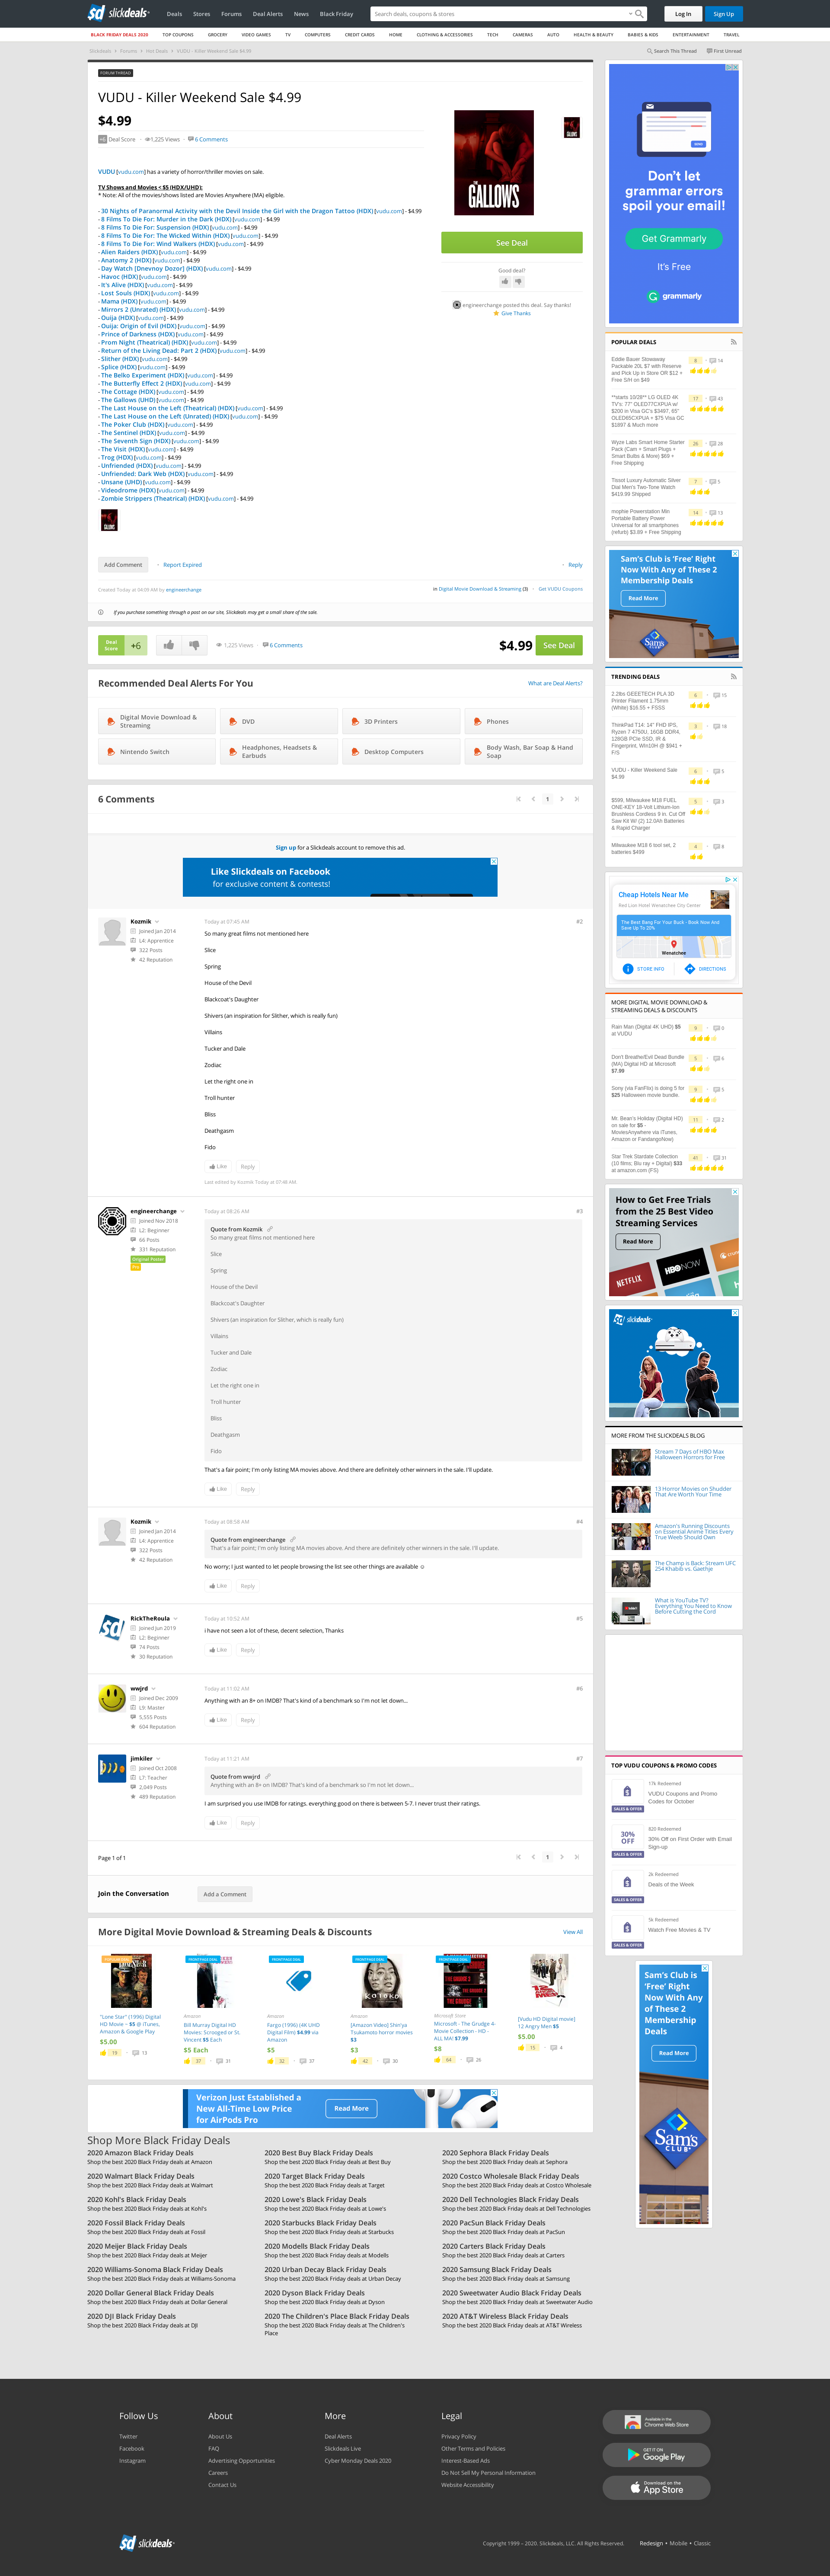 slickdeals
Deals Stores Forums Deal Alerts News Black Friday
Search deals, coupons & stores
Log In Sign Up
BLACK FRIDAY DEALS 2020 TOP COUPONS GROCERY VIDEO GAMES TV COMPUTERS CREDIT CARDS HOME CLOTHING & ACCESSORIES TECH CAMERAS AUTO HEALTH & BEAUTY BABIES & KIDS ENTERTAINMENT TRAVEL
Slickdeals Forums Hot Deals VUDU - Killer Weekend Sale $4.99
Search This Thread First Unread
FORUM THREAD
VUDU - Killer Weekend Sale $4.99
$4.99
+6 Deal Score 1,225 Views 6 Comments
VUDU [vudu.com] has a variety of horror/thriller movies on sale.
TV Shows and Movies < $5 (HDX/UHD):
* Note: All of the movies/shows listed are Movies Anywhere (MA) eligible.
- 30 Nights of Paranormal Activity with the Devil Inside the Girl with the Dragon Tattoo (HDX) [vudu.com] - $4.99
- 8 Films To Die For: Murder in the Dark (HDX) [vudu.com] - $4.99
- 8 Films To Die For: Suspension (HDX) [vudu.com] - $4.99
- 8 Films To Die For: The Wicked Within (HDX) [vudu.com] - $4.99
- 8 Films To Die For: Wind Walkers (HDX) [vudu.com] - $4.99
- Alien Raiders (HDX) [vudu.com] - $4.99
- Anatomy 2 (HDX) [vudu.com] - $4.99
- Day Watch [Dnevnoy Dozor] (HDX) [vudu.com] - $4.99
- Havoc (HDX) [vudu.com] - $4.99
- It's Alive (HDX) [vudu.com] - $4.99
- Lost Souls (HDX) [vudu.com] - $4.99
- Mama (HDX) [vudu.com] - $4.99
- Mirrors 2 (Unrated) (HDX) [vudu.com] - $4.99
- Ouija (HDX) [vudu.com] - $4.99
- Ouija: Origin of Evil (HDX) [vudu.com] - $4.99
- Prince of Darkness (HDX) [vudu.com] - $4.99
- Prom Night (Theatrical) (HDX) [vudu.com] - $4.99
- Return of the Living Dead: Part 2 (HDX) [vudu.com] - $4.99
- Slither (HDX) [vudu.com] - $4.99
- Splice (HDX) [vudu.com] - $4.99
- The Belko Experiment (HDX) [vudu.com] - $4.99
- The Butterfly Effect 2 (HDX) [vudu.com] - $4.99
- The Cottage (HDX) [vudu.com] - $4.99
- The Gallows (UHD) [vudu.com] - $4.99
- The Last House on the Left (Theatrical) (HDX) [vudu.com] - $4.99
- The Last House on the Left (Unrated) (HDX) [vudu.com] - $4.99
- The Poker Club (HDX) [vudu.com] - $4.99
- The Sentinel (HDX) [vudu.com] - $4.99
- The Seventh Sign (HDX) [vudu.com] - $4.99
- The Visit (HDX) [vudu.com] - $4.99
- Trog (HDX) [vudu.com] - $4.99
- Unfriended (HDX) [vudu.com] - $4.99
- Unfriended: Dark Web (HDX) [vudu.com] - $4.99
- Unsane (UHD) [vudu.com] - $4.99
- Videodrome (HDX) [vudu.com] - $4.99
- Zombie Strippers (Theatrical) (HDX) [vudu.com] - $4.99
THE GALLOWS
See Deal
Good deal?
engineerchange posted this deal. Say thanks!
Give Thanks
Add Comment Report Expired Reply
Created Today at 04:09 AM by engineerchange
in Digital Movie Download & Streaming (3) Get VUDU Coupons
If you purchase something through a post on our site, Slickdeals may get a small share of the sale.
Deal Score +6 1,225 Views 6 Comments $4.99 See Deal
Recommended Deal Alerts For You
What are Deal Alerts?
Digital Movie Download & Streaming
DVD
3D Printers
Phones
Nintendo Switch
Headphones, Headsets & Earbuds
Desktop Computers
Body Wash, Bar Soap & Hand Soap
6 Comments
1
Sign up for a Slickdeals account to remove this ad.
Like Slickdeals on Facebook
for exclusive content & contests!
Kozmik
Joined Jan 2014
L4: Apprentice
322 Posts
42 Reputation
Today at 07:45 AM #2
So many great films not mentioned here
Slice
Spring
House of the Devil
Blackcoat's Daughter
Shivers (an inspiration for Slither, which is really fun)
Villains
Tucker and Dale
Zodiac
Let the right one in
Troll hunter
Bliss
Deathgasm
Fido
Like Reply
Last edited by Kozmik Today at 07:48 AM.
engineerchange
Joined Nov 2018
L2: Beginner
66 Posts
331 Reputation
Original Poster
Pro
Today at 08:26 AM #3
Quote from Kozmik
So many great films not mentioned here
Slice
Spring
House of the Devil
Blackcoat's Daughter
Shivers (an inspiration for Slither, which is really fun)
Villains
Tucker and Dale
Zodiac
Let the right one in
Troll hunter
Bliss
Deathgasm
Fido
That's a fair point; I'm only listing MA movies above. And there are definitely other winners in the sale. I'll update.
Like Reply
Kozmik
Joined Jan 2014
L4: Apprentice
322 Posts
42 Reputation
Today at 08:58 AM #4
Quote from engineerchange
That's a fair point; I'm only listing MA movies above. And there are definitely other winners in the sale. I'll update.
No worry; I just wanted to let people browsing the list see other things are available ☺
Like Reply
RickTheRoula
Joined Jun 2019
L2: Beginner
74 Posts
30 Reputation
Today at 10:52 AM #5
i have not seen a lot of these, decent selection, Thanks
Like Reply
wwjrd
Joined Dec 2009
L9: Master
5,555 Posts
604 Reputation
Today at 11:02 AM #6
Anything with an 8+ on IMDB? That's kind of a benchmark so I'm not let down...
Like Reply
jimkiler
Joined Oct 2008
L7: Teacher
2,049 Posts
489 Reputation
Today at 11:21 AM #7
Quote from wwjrd
Anything with an 8+ on IMDB? That's kind of a benchmark so I'm not let down...
I am surprised you use IMDB for ratings. everything good on there is between 5-7. I never trust their ratings.
Like Reply
Page 1 of 1
1
Join the Conversation Add a Comment
More Digital Movie Download & Streaming Deals & Discounts
View All
"Lone Star" (1996) Digital HD Movie ~ $5 @ iTunes, Amazon & Google Play
$5.00
19 13
FRONTPAGE DEAL
Amazon
Bill Murray Digital HD Movies: Scrooged or St. Vincent $5 Each
$5 Each
37 31
FRONTPAGE DEAL
Amazon
Fargo (1996) (4K UHD Digital Film) $4.99 via Amazon
$5
32 37
FRONTPAGE DEAL
KOTOKO
Amazon
[Amazon Video] Shin'ya Tsukamoto horror movies $3
$3
42 30
FRONTPAGE DEAL
Microsoft Store
Microsoft - The Grudge 4-Movie Collection - HD - ALL MA! $7.99
$8
64 26
12 ANGRY MEN
[Vudu HD Digital movie] 12 Angry Men $5
$5.00
15 4
Verizon Just Established a New All-Time Low Price for AirPods Pro
Read More
Shop More Black Friday Deals
2020 Amazon Black Friday Deals
Shop the best 2020 Black Friday deals at Amazon
2020 Best Buy Black Friday Deals
Shop the best 2020 Black Friday deals at Best Buy
2020 Sephora Black Friday Deals
Shop the best 2020 Black Friday deals at Sephora
2020 Walmart Black Friday Deals
Shop the best 2020 Black Friday deals at Walmart
2020 Target Black Friday Deals
Shop the best 2020 Black Friday deals at Target
2020 Costco Wholesale Black Friday Deals
Shop the best 2020 Black Friday deals at Costco Wholesale
2020 Kohl's Black Friday Deals
Shop the best 2020 Black Friday deals at Kohl's
2020 Lowe's Black Friday Deals
Shop the best 2020 Black Friday deals at Lowe's
2020 Dell Technologies Black Friday Deals
Shop the best 2020 Black Friday deals at Dell Technologies
2020 Fossil Black Friday Deals
Shop the best 2020 Black Friday deals at Fossil
2020 Starbucks Black Friday Deals
Shop the best 2020 Black Friday deals at Starbucks
2020 PacSun Black Friday Deals
Shop the best 2020 Black Friday deals at PacSun
2020 Meijer Black Friday Deals
Shop the best 2020 Black Friday deals at Meijer
2020 Modells Black Friday Deals
Shop the best 2020 Black Friday deals at Modells
2020 Carters Black Friday Deals
Shop the best 2020 Black Friday deals at Carters
2020 Williams-Sonoma Black Friday Deals
Shop the best 2020 Black Friday deals at Williams-Sonoma
2020 Urban Decay Black Friday Deals
Shop the best 2020 Black Friday deals at Urban Decay
2020 Samsung Black Friday Deals
Shop the best 2020 Black Friday deals at Samsung
2020 Dollar General Black Friday Deals
Shop the best 2020 Black Friday deals at Dollar General
2020 Dyson Black Friday Deals
Shop the best 2020 Black Friday deals at Dyson
2020 Sweetwater Audio Black Friday Deals
Shop the best 2020 Black Friday deals at Sweetwater Audio
2020 DJI Black Friday Deals
Shop the best 2020 Black Friday deals at DJI
2020 The Children's Place Black Friday Deals
Shop the best 2020 Black Friday deals at The Children's Place
2020 AT&T Wireless Black Friday Deals
Shop the best 2020 Black Friday deals at AT&T Wireless
Don't let grammar errors spoil your email!
Get Grammarly
It's Free
grammarly
POPULAR DEALS
Eddie Bauer Stowaway Packable 20L $7 with Reserve and Pick Up in Store OR $12 + Free S/H on $49
8 14
**starts 10/28** LG OLED 4K TV's: 77" OLED77CXPUA w/ $200 in Visa GC's $3497, 65" OLED65CXPUA + $75 Visa GC $1897 & Much more
17 43
Wyze Labs Smart Home Starter Pack (Cam + Smart Plugs + Smart Bulbs & More) $69 + Free Shipping
26 28
Tissot Luxury Automatic Silver Dial Men's Two-Tone Watch $419.99 Shipped
7 5
mophie Powerstation Min Portable Battery Power Universal for all smartphones (refurb) $3.89 + Free Shipping
14 13
Sam's Club is 'Free' Right Now With Any of These 2 Membership Deals
Read More
TRENDING DEALS
2.2lbs GEEETECH PLA 3D Printer Filament 1.75mm (White) $16.55 + FSSS
6 15
ThinkPad T14: 14" FHD IPS, Ryzen 7 4750U, 16GB DDR4, 128GB PCIe SSD, IR & Fingerprint, WIn10H @ $941 + F/S
3 18
VUDU - Killer Weekend Sale $4.99
6 5
$599, Milwaukee M18 FUEL ONE-KEY 18-Volt Lithium-Ion Brushless Cordless 9 in. Cut Off Saw Kit W/ (2) 12.0Ah Batteries & Rapid Charger
5 3
Milwaukee M18 6 tool set, 2 batteries $499
4 8
Cheap Hotels Near Me
Red Lion Hotel Wenatchee City Center
The Best Bang For Your Buck - Book Now And Save Up To 20%
Wenatchee
STORE INFO DIRECTIONS
MORE DIGITAL MOVIE DOWNLOAD & STREAMING DEALS & DISCOUNTS
Rain Man (Digital 4K UHD) $5 at VUDU
9 0
Don't Breathe/Evil Dead Bundle (MA) Digital HD at Microsoft $7.99
5 6
Sony (via FanFlix) is doing 5 for $25 Halloween movie bundle.
9 5
Mr. Bean's Holiday (Digital HD) on sale for $5 - MoviesAnywhere via iTunes, Amazon or FandangoNow)
11 2
Star Trek Stardate Collection (10 films; Blu ray + Digital) $33 at amazon.com (FS)
41 31
How to Get Free Trials from the 25 Best Video Streaming Services
Read More
NETFLIX
HBO NOW
slickdeals
MORE FROM THE SLICKDEALS BLOG
Stream 7 Days of HBO Max Halloween Horrors for Free
13 Horror Movies on Shudder That Are Worth Your Time
Amazon's Running Discounts on Essential Anime Titles Every True Weeb Should Own
The Champ is Back: Stream UFC 254 Khabib vs. Gaethje
What is YouTube TV? Everything You Need to Know Before Cutting the Cord
TOP VUDU COUPONS & PROMO CODES
17k Redeemed
VUDU Coupons and Promo Codes for October
SALES & OFFER
30% OFF
820 Redeemed
30% Off on First Order with Email Sign-up
SALES & OFFER
2k Redeemed
Deals of the Week
SALES & OFFER
5k Redeemed
Watch Free Movies & TV
SALES & OFFER
Sam's Club is 'Free' Right Now With Any of These 2 Membership Deals
Read More
Sam's CLUB
Follow Us About More Legal
Twitter
Facebook
Instagram
About Us
FAQ
Advertising Opportunities
Careers
Contact Us
Deal Alerts
Slickdeals Live
Cyber Monday Deals 2020
Privacy Policy
Other Terms and Policies
Interest-Based Ads
Do Not Sell My Personal Information
Website Accessibility
Available in the Chrome Web Store
GET IT ON Google Play
Download on the App Store
slickdeals
Copyright 1999 - 2020. Slickdeals, LLC. All Rights Reserved. Redesign • Mobile • Classic